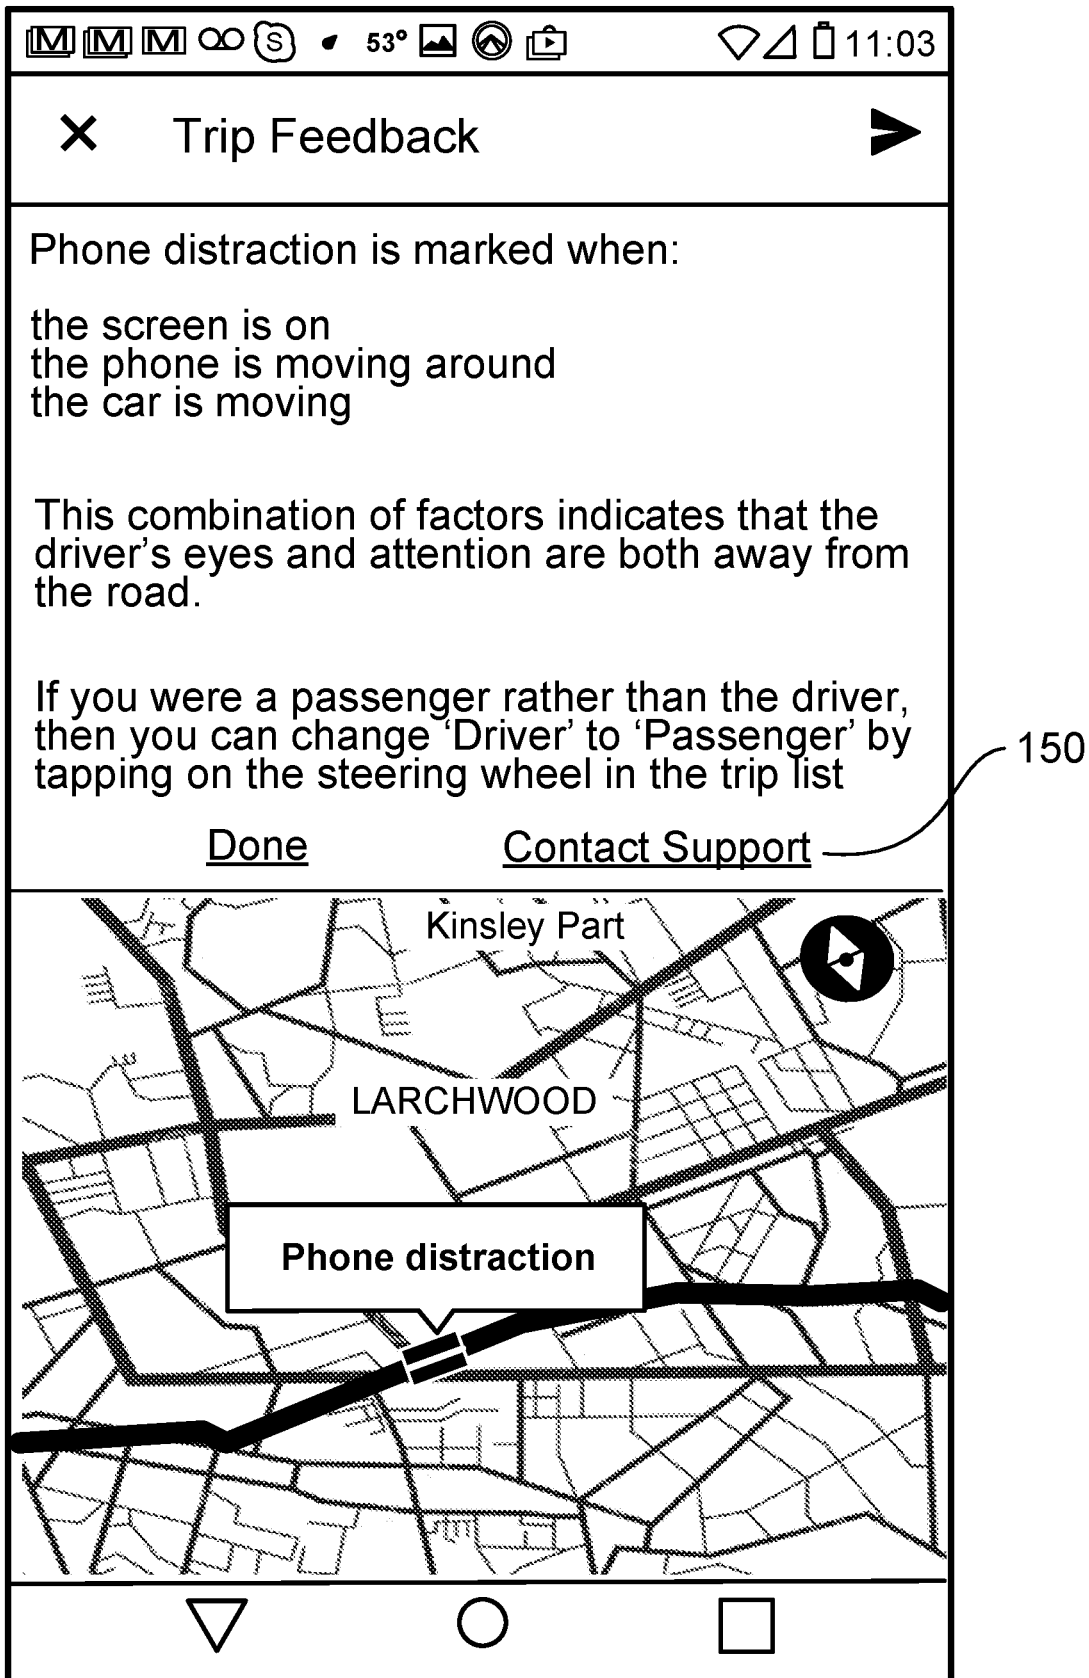 M M M S 53° 11:03
Trip Feedback
Phone distraction is marked when:
the screen is on
the phone is moving around
the car is moving
This combination of factors indicates that the
driver’s eyes and attention are both away from
the road.
If you were a passenger rather than the driver,
then you can change ‘Driver’ to ‘Passenger’ by
tapping on the steering wheel in the trip list
150
Done Contact Support
Kinsley Part
LARCHWOOD
Phone distraction